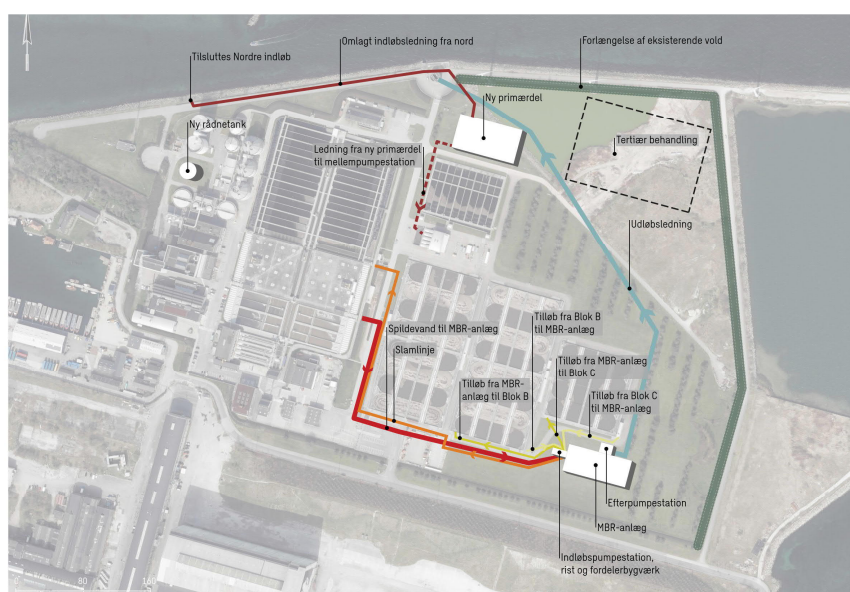 Omlagt indløbsledning fra nord
Forlængelse af eksisterende vold
Tilsluttes Nordre indløb
Ny primærdel
Ny rådnetank
Tertiær behandling
Ledning fra ny primærdel
til mellempumpestation
Udløbsledning
Tilløb fra Blok B
til MBR-anlæg
Spildevand til MBR-anlæg
Slamlinje
Tilløb fra MBR-anlæg
til Blok C
Tilløb fra MBR-
anlæg til Blok B
Tilløb fra Blok C
til MBR-anlæg
Efterpumpestation
MBR-anlæg
Indløbspumpestation,
rist og fordelerbygværk
0 80 160